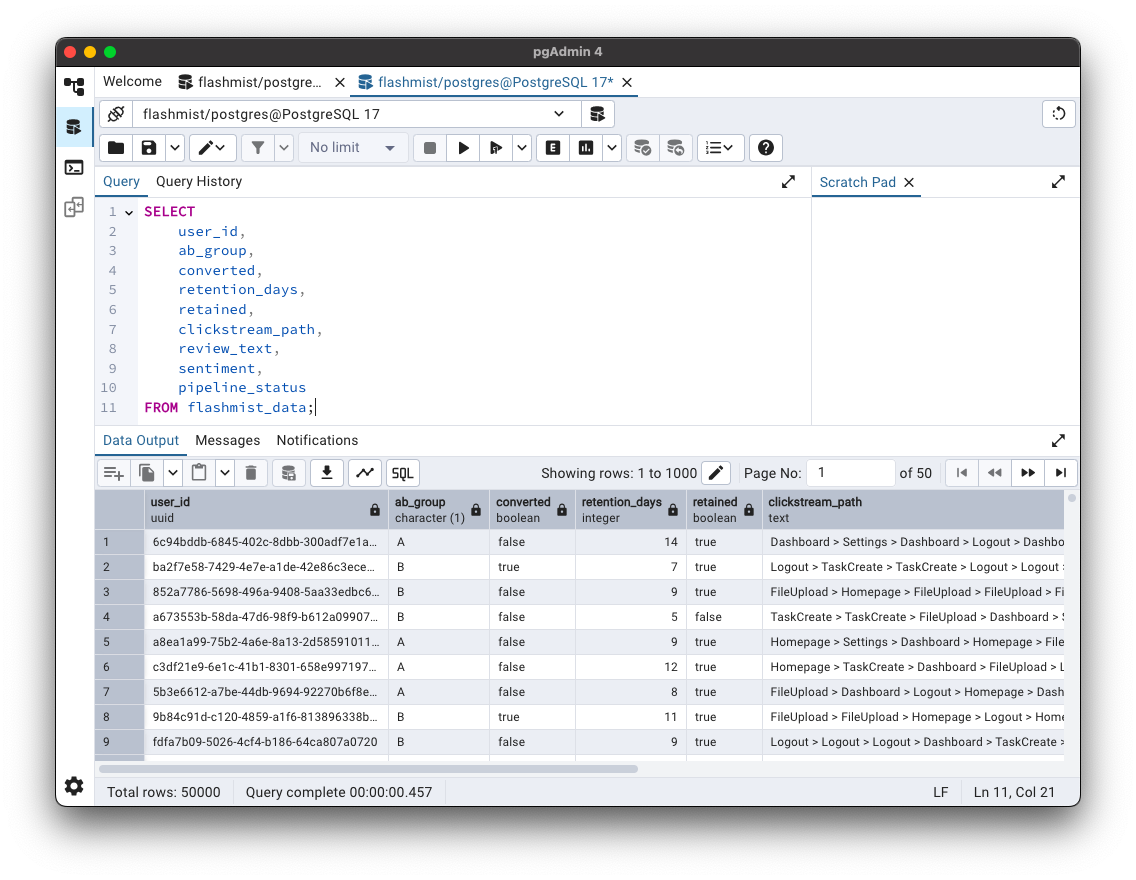 pgAdmin 4
Welcome
flashmist/postgre...
flashmist/postgres@PostgreSQL 17*
flashmist/postgres@PostgreSQL 17
No limit
E
Query Query History
Scratch Pad
1 SELECT
2 user_id,
3 ab_group,
4 converted,
5 retention_days,
6 retained,
7 clickstream_path,
8 review_text,
9 sentiment,
10 pipeline_status
11 FROM flashmist_data;
Data Output Messages Notifications
SQL
Showing rows: 1 to 1000
Page No: 1 of 50
user_id ab_group converted retention_days retained clickstream_path
uuid character (1) boolean integer boolean text
1 6c94bddb-6845-402c-8dbb-300adf7e1a... A false 14 true Dashboard > Settings > Dashboard > Logout > Dashbo
2 ba2f7e58-7429-4e7e-a1de-42e86c3ece... B true 7 true Logout > TaskCreate > TaskCreate > Logout > Logout >
3 852a7786-5698-496a-9408-5aa33edbc6... B false 9 true FileUpload > Homepage > FileUpload > FileUpload > Fi
4 a673553b-58da-47d6-98f9-b612a09907... B false 5 false TaskCreate > TaskCreate > FileUpload > Dashboard > S
5 a8ea1a99-75b2-4a6e-8a13-2d58591011... A false 9 true Homepage > Settings > Dashboard > Homepage > File
6 c3df21e9-6e1c-41b1-8301-658e997197... A false 12 true Homepage > TaskCreate > Dashboard > FileUpload > L
7 5b3e6612-a7be-44db-9694-92270b6f8e... A false 8 true FileUpload > Dashboard > Logout > Homepage > Dash
8 9b84c91d-c120-4859-a1f6-813896338b... B true 11 true FileUpload > FileUpload > Homepage > Logout > Home
9 fdfa7b09-5026-4cf4-b186-64ca807a0720 B false 9 true Logout > Logout > Logout > Dashboard > TaskCreate >
Total rows: 50000 Query complete 00:00:00.457 LF Ln 11, Col 21